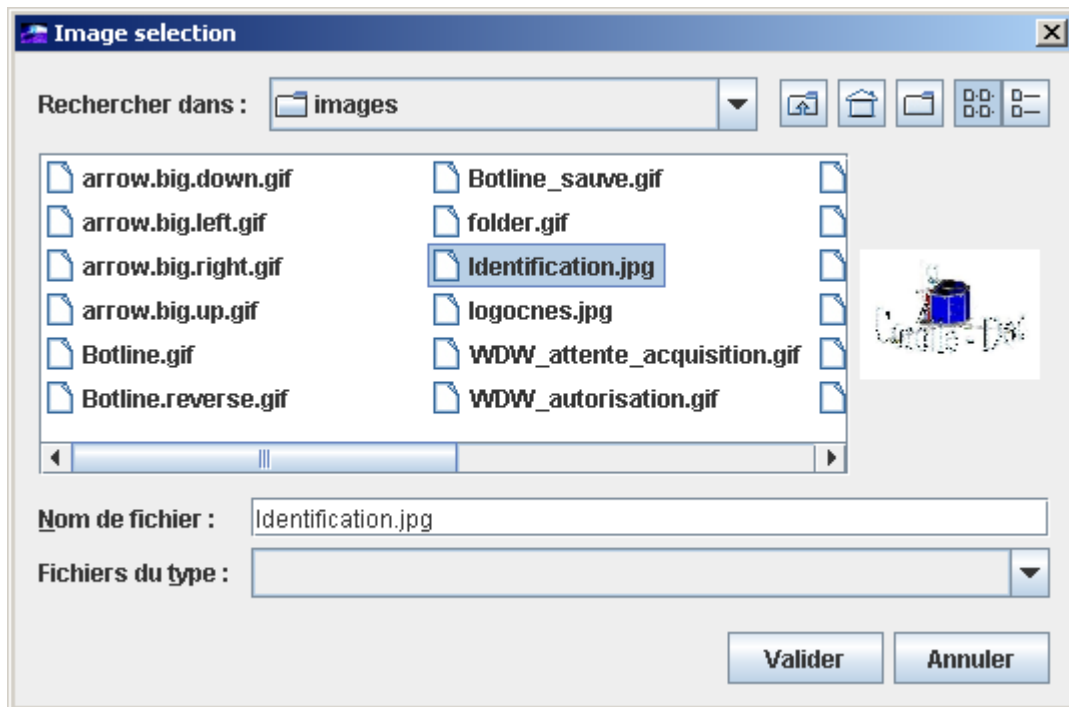 Image selection
Rechercher dans :
images
arrow.big.down.gif
arrow.big.left.gif
arrow.big.right.gif
arrow.big.up.gif
Botline.gif
Botline.reverse.gif
Botline_sauve.gif
folder.gif
Identification.jpg
logocnes.jpg
WDW_attente_acquisition.gif
WDW_autorisation.gif
Nom de fichier :
Identification.jpg
Fichiers du type :
Valider
Annuler